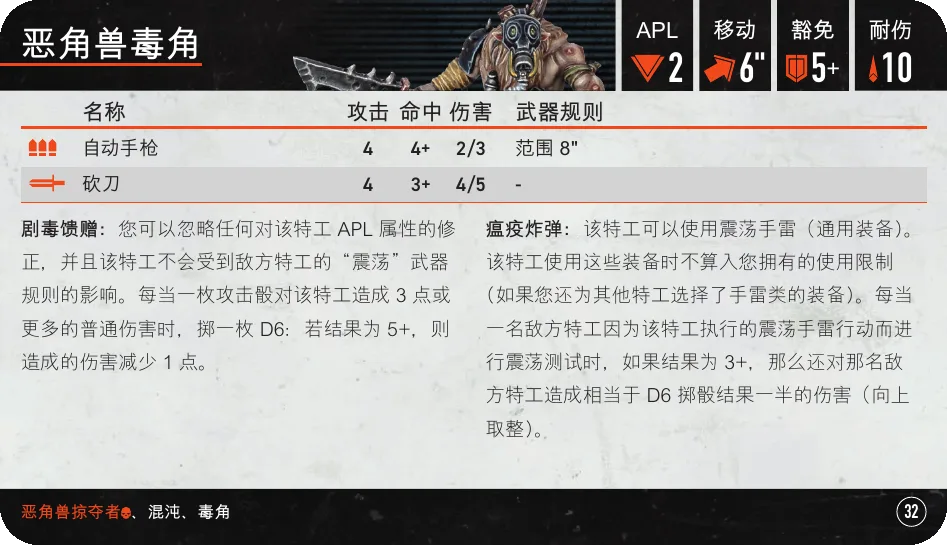 恶角兽毒角
APL 移动 豁免 耐伤
2 6" 5+ 10
名称 攻击 命中 伤害 武器规则
自动手枪 4 4+ 2/3 范围 8"
砍刀 4 3+ 4/5 -
剧毒馈赠：您可以忽略任何对该特工 APL 属性的修
正，并且该特工不会受到敌方特工的“震荡”武器
规则的影响。每当一枚攻击骰对该特工造成 3 点或
更多的普通伤害时，掷一枚 D6：若结果为 5+，则
造成的伤害减少 1 点。
瘟疫炸弹：该特工可以使用震荡手雷（通用装备）。
该特工使用这些装备时不算入您拥有的使用限制
（如果您还为其他特工选择了手雷类的装备）。每当
一名敌方特工因为该特工执行的震荡手雷行动而进
行震荡测试时，如果结果为 3+，那么还对那名敌
方特工造成相当于 D6 掷骰结果一半的伤害（向上
取整）。
恶角兽掠夺者、混沌、毒角
32